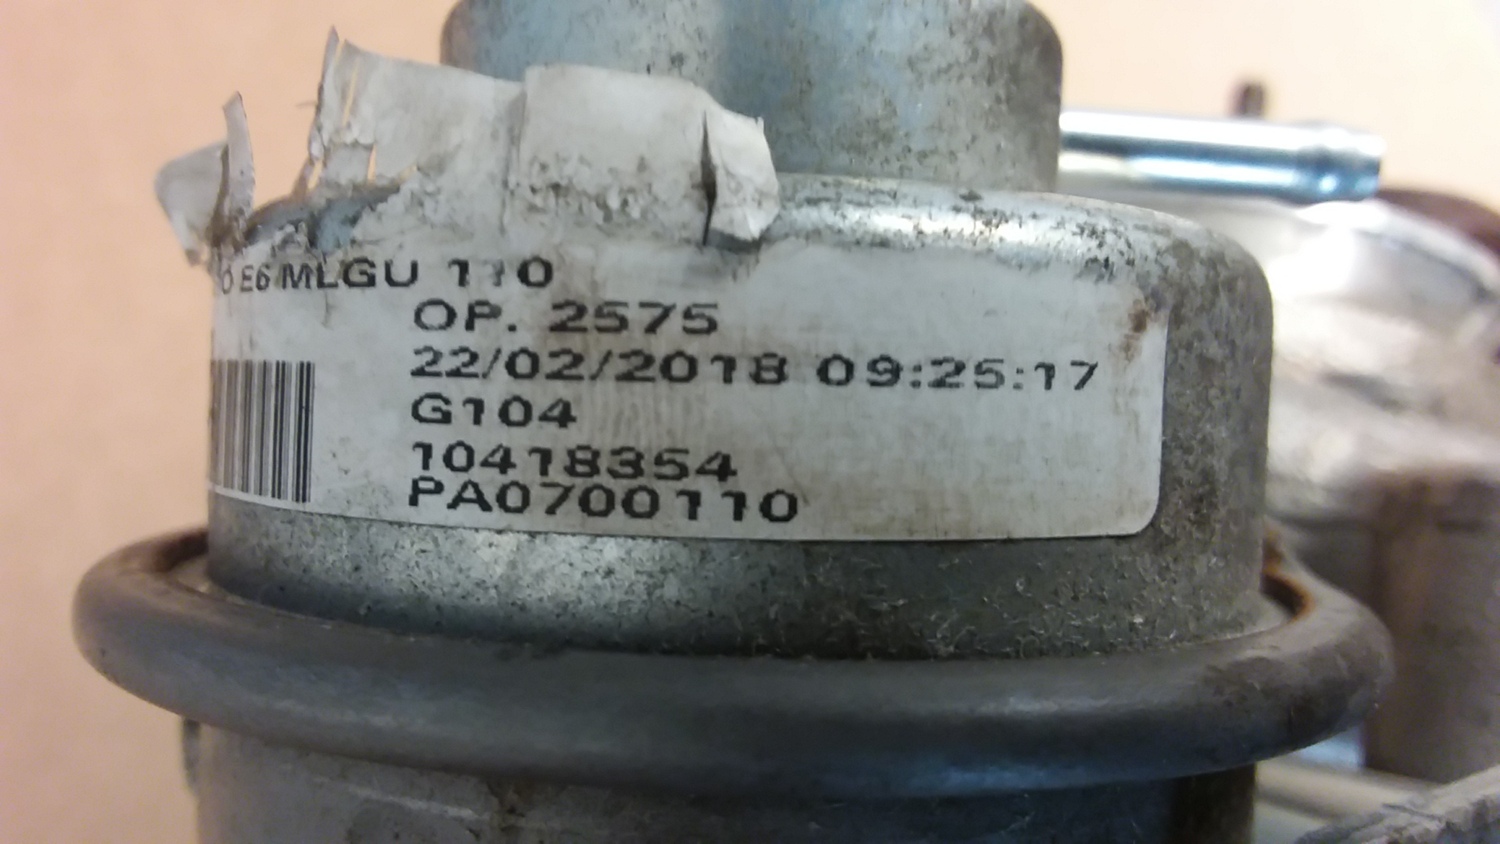 E6 MLGU 110
OP. 2575
22/02/2018 09:25:17
G104
10418354
PA0700110